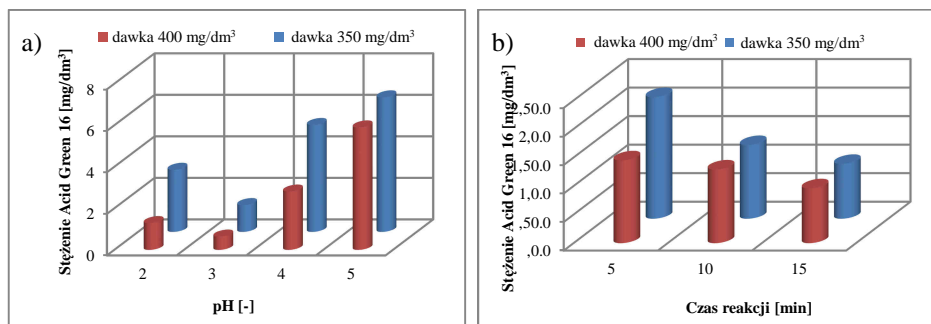 a)
dawka 400 mg/dm³ dawka 350 mg/dm³
Stężenie Acid Green 16 [mg/dm³]
8
6
4
2
0
2 3 4 5
pH [-]
b)
dawka 400 mg/dm³ dawka 350 mg/dm³
Stężenie Acid Green 16 [mg/dm³]
2,50.0
2,0.0
1,50.0
1,0.0
,50.0
,0.0
5 10 15
Czas reakcji [min]